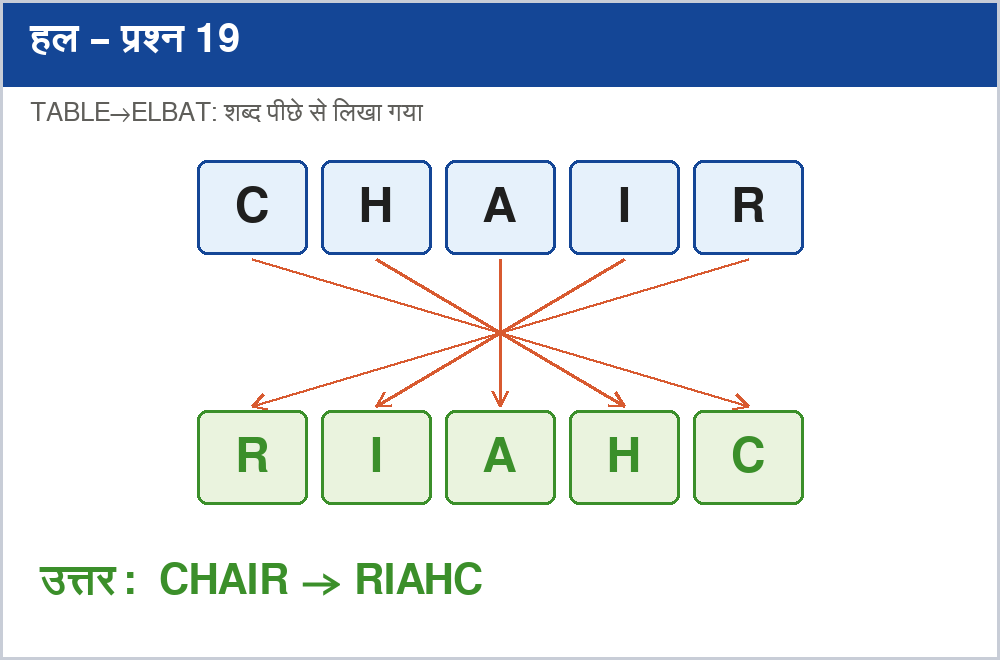 हल – प्रश्न 19
TABLE→ELBAT: शब्द पीछे से लिखा गया
C H A I R
R I A H C
उत्तर : CHAIR → RIAHC